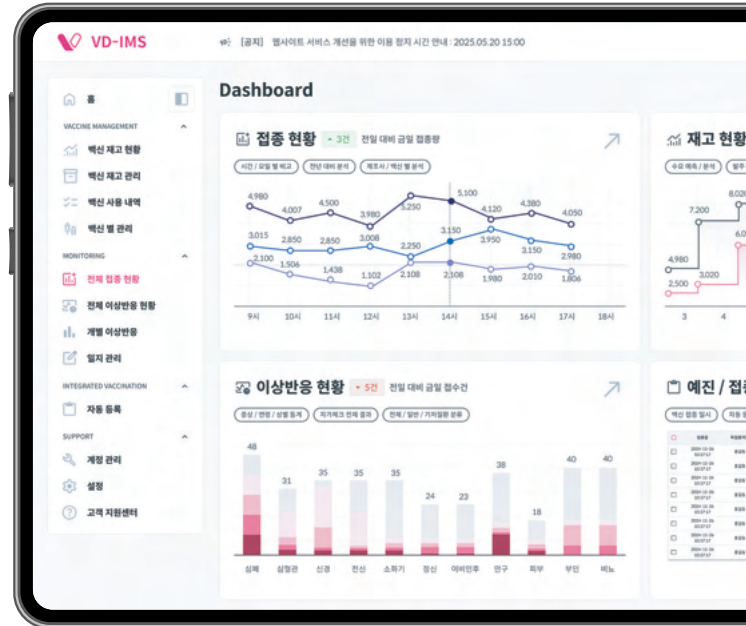 VD-IMS
[공지] 웹사이트 서비스 개선을 위한 이용 정지 시간 안내 : 2025.05.20 15:00
홈
VACCINE MANAGEMENT
백신 재고 현황
백신 재고 관리
백신 사용 내역
백신 별 관리
MONITORING
전체 접종 현황
전체 이상반응 현황
개별 이상반응
일지 관리
INTEGRATED VACCINATION
자동 등록
SUPPORT
계정 관리
설정
고객 지원센터
Dashboard
접종 현황 3건 전일 대비 금일 접종량
시간 / 요일 별 비교 전년 대비 분석 제조사 / 백신 별 분석
4,980 4,007 4,500 3,980 3,250 5,100 4,120 4,380 4,050
3,015 2,850 2,850 3,008 2,250 3,150 3,950 3,150 2,980
2,100 1,506 1,438 1,102 2,108 2,108 1,980 2,010 1,806
9시 10시 11시 12시 13시 14시 15시 16시 17시 18시
재고 현황
수요 예측 / 분석 발주
8,020
7,200
6,0
4,980
3,020
2,500
3 4
이상반응 현황 5건 전일 대비 금일 접수건
증상 / 연령 / 성별 통계 자가체크 전체 결과 전체 / 일반 / 기저질환 분류
48 31 35 35 35 24 23 38 18 40 40
심폐 심혈관 신경 전신 소화기 정신 이비인후 안구 피부 부인 비뇨
예진 / 접종
백신 접종 일시 자동 등